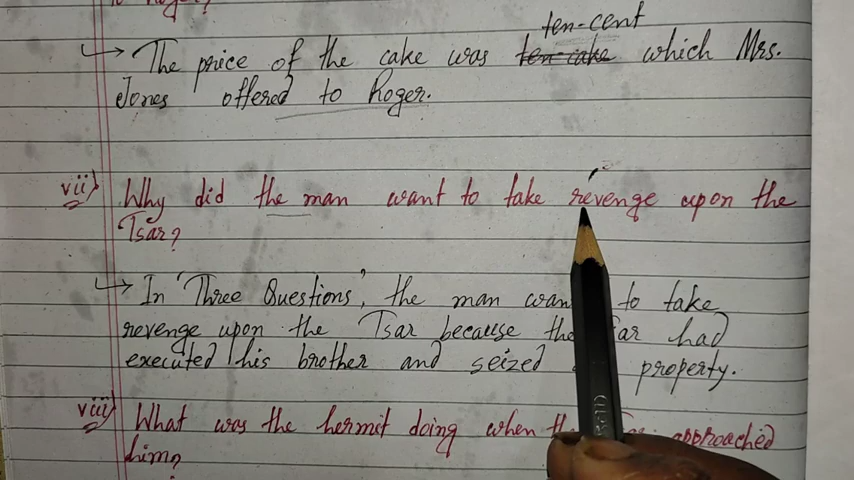 to Roger?
ten-cent
↳ The price of the cake was ten cake which Mrs.
Jones offered to Roger.
vii) Why did the man want to take revenge upon the
Tsar?
↳ In 'Three Questions', the man wan to take
revenge upon the Tsar because the ar had
executed his brother and seized property.
viii) What was the hermit doing when th approached
him?